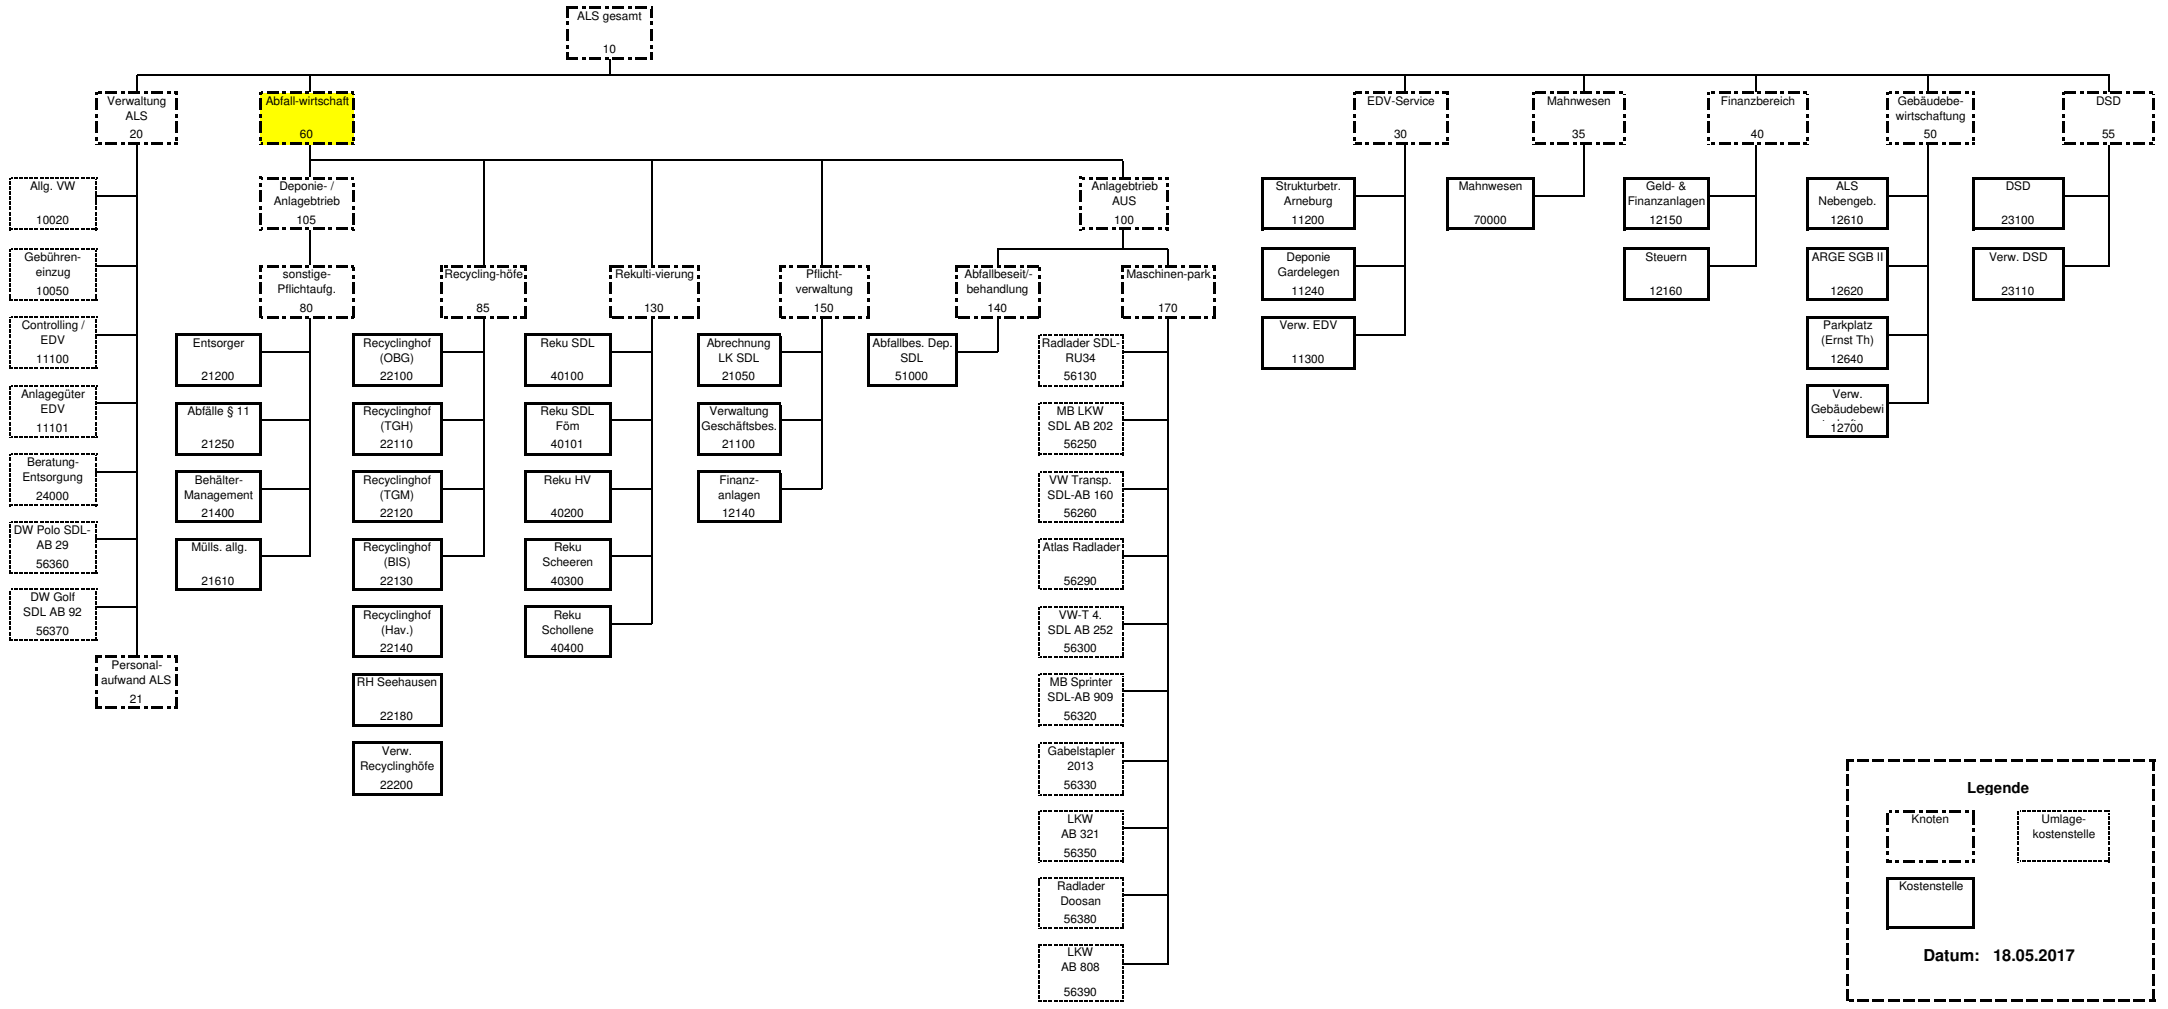 ALS gesamt
10
Verwaltung
ALS
20
Abfall-wirtschaft
60
EDV-Service
30
Mahnwesen
35
Finanzbereich
40
Gebäudebe-
wirtschaftung
50
DSD
55
Allg. VW
10020
Gebühren-
einzug
10050
Controlling /
EDV
11100
Anlagegüter
EDV
11101
Beratung-
Entsorgung
24000
DW Polo SDL-
AB 29
56360
DW Golf
SDL AB 92
56370
Personal-
aufwand ALS
21
Deponie- /
Anlagebtrieb
105
Anlagebtrieb
AUS
100
sonstige-
Pflichtaufg.
80
Recycling-höfe
85
Rekulti-vierung
130
Pflicht-
verwaltung
150
Abfallbeseit/-
behandlung
140
Maschinen-park
170
Entsorger
21200
Abfälle § 11
21250
Behälter-
Management
21400
Mülls. allg.
21610
Recyclinghof
(OBG)
22100
Recyclinghof
(TGH)
22110
Recyclinghof
(TGM)
22120
Recyclinghof
(BIS)
22130
Recyclinghof
(Hav.)
22140
RH Seehausen
22180
Verw.
Recyclinghöfe
22200
Reku SDL
40100
Reku SDL
Föm
40101
Reku HV
40200
Reku
Scheeren
40300
Reku
Schollene
40400
Abrechnung
LK SDL
21050
Verwaltung
Geschäftsbes.
21100
Finanz-
anlagen
12140
Abfallbes. Dep.
SDL
51000
Radlader SDL-
RU34
56130
MB LKW
SDL AB 202
56250
VW Transp.
SDL-AB 160
56260
Atlas Radlader
56290
VW-T 4.
SDL AB 252
56300
MB Sprinter
SDL-AB 909
56320
Gabelstapler
2013
56330
LKW
AB 321
56350
Radlader
Doosan
56380
LKW
AB 808
56390
Strukturbetr.
Arneburg
11200
Deponie
Gardelegen
11240
Verw. EDV
11300
Mahnwesen
70000
Geld- &
Finanzanlagen
12150
Steuern
12160
ALS
Nebengeb.
12610
ARGE SGB II
12620
Parkplatz
(Ernst Th)
12640
Verw.
Gebäudebewi
12700
DSD
23100
Verw. DSD
23110
Legende
Knoten
Umlage-
kostenstelle
Kostenstelle
Datum: 18.05.2017